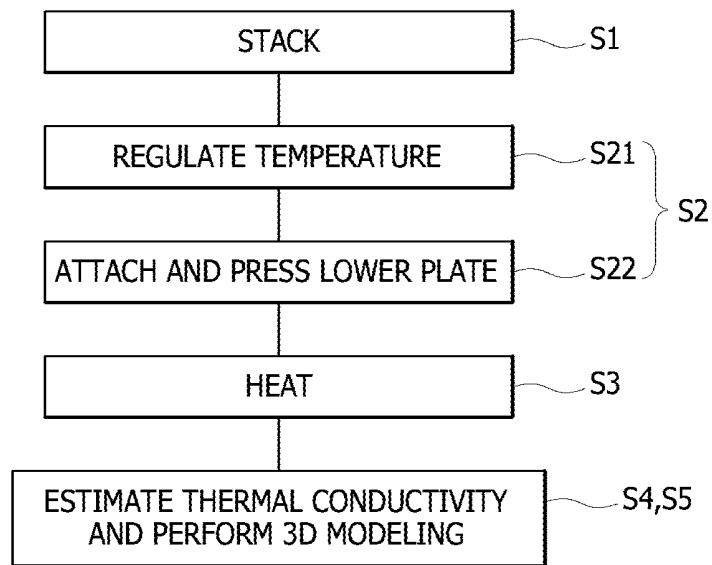 STACK
S1
REGULATE TEMPERATURE
S21
S2
ATTACH AND PRESS LOWER PLATE
S22
HEAT
S3
ESTIMATE THERMAL CONDUCTIVITY
AND PERFORM 3D MODELING
S4,S5